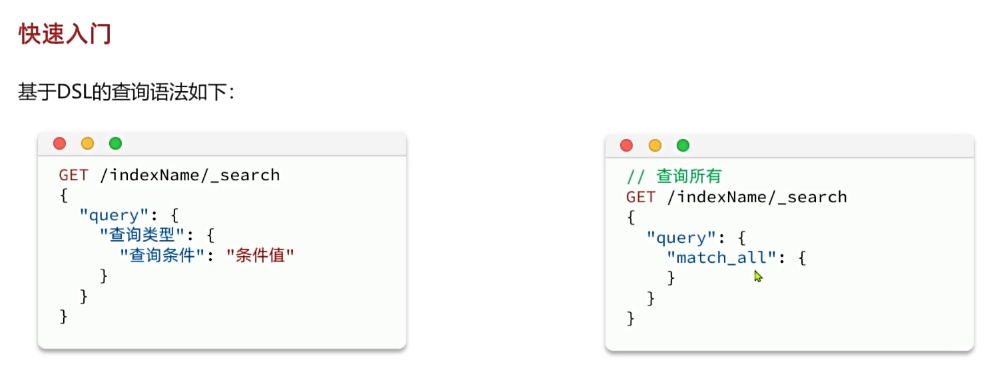 快速入门
基于DSL的查询语法如下：
GET /indexName/_search
{
  "query": {
    "查询类型": {
      "查询条件": "条件值"
    }
  }
}
// 查询所有
GET /indexName/_search
{
  "query": {
    "match_all": {
    }
  }
}